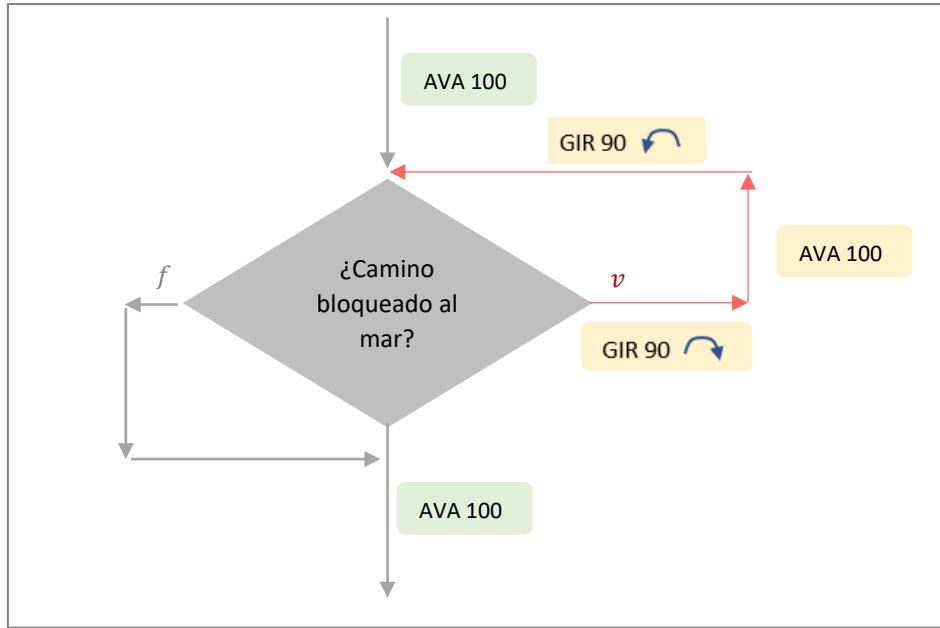 AVA 100
GIR 90
AVA 100
¿Camino
bloqueado al
mar?
f
v
GIR 90
AVA 100